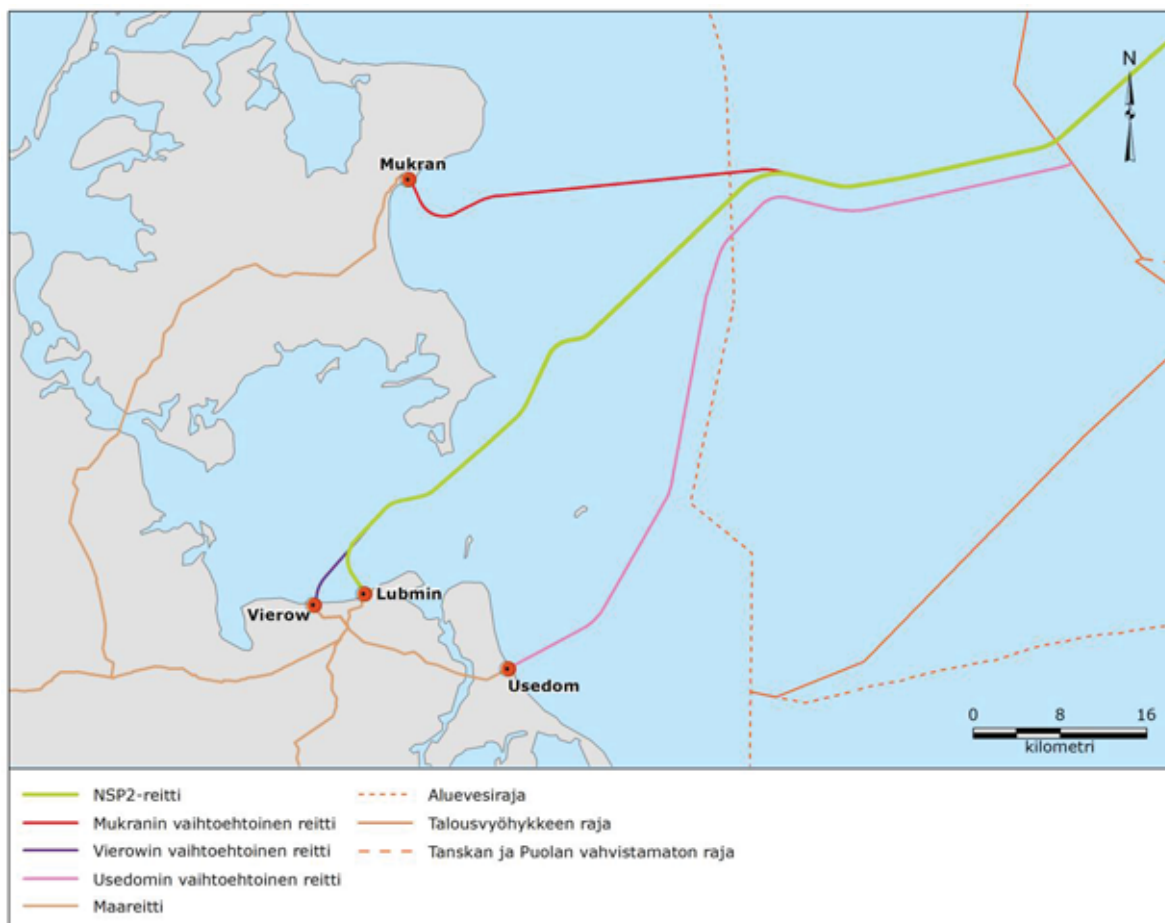 N
Mukran
Lubmin
Vierow
Usedom
0 8 16
kilometri
NSP2-reitti
Mukranin vaihtoehtoinen reitti
Vierowin vaihtoehtoinen reitti
Usedomin vaihtoehtoinen reitti
Maareitti
Aluevesiraja
Talousvyöhykkeen raja
Tanskan ja Puolan vahvistamaton raja